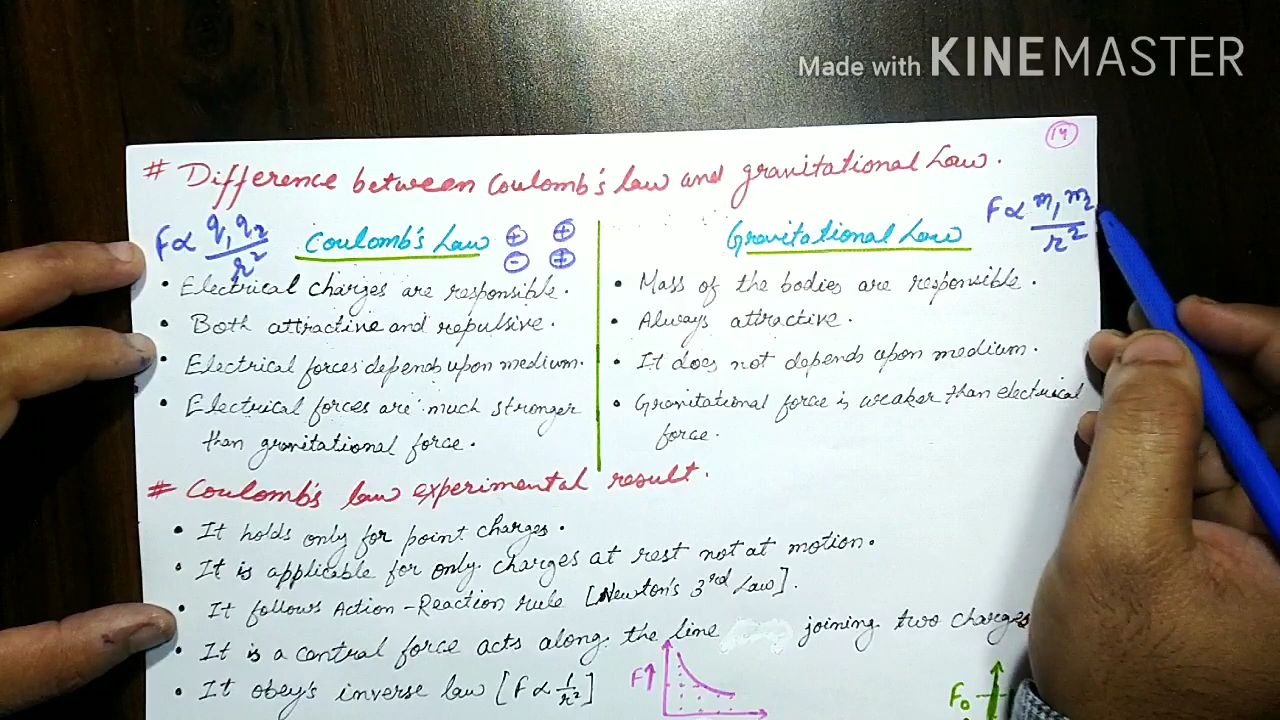 Made with KINEMASTER
14
# Difference between Coulomb's law and gravitational Law.
F∝ q1q2/r² Coulomb's Law ⊕ ⊕
⊖ ⊕
Gravitational Law F∝ m1m2/r²
• Electrical charges are responsible.
• Both attractive and repulsive.
• Electrical forces depends upon medium.
• Electrical forces are much stronger
than gravitational force.
• Mass of the bodies are responsible.
• Always attractive.
• It does not depends upon medium.
• Gravitational force is weaker than electrical
force.
# Coulomb's law experimental result.
• It holds only for point charges.
• It is applicable for only charges at rest not at motion.
• It follows Action-Reaction rule [Newton's 3rd Law].
• It is a cantral force acts along the line joining two charges
• It obey's inverse law [F∝ 1/r²]
F↑
F₀